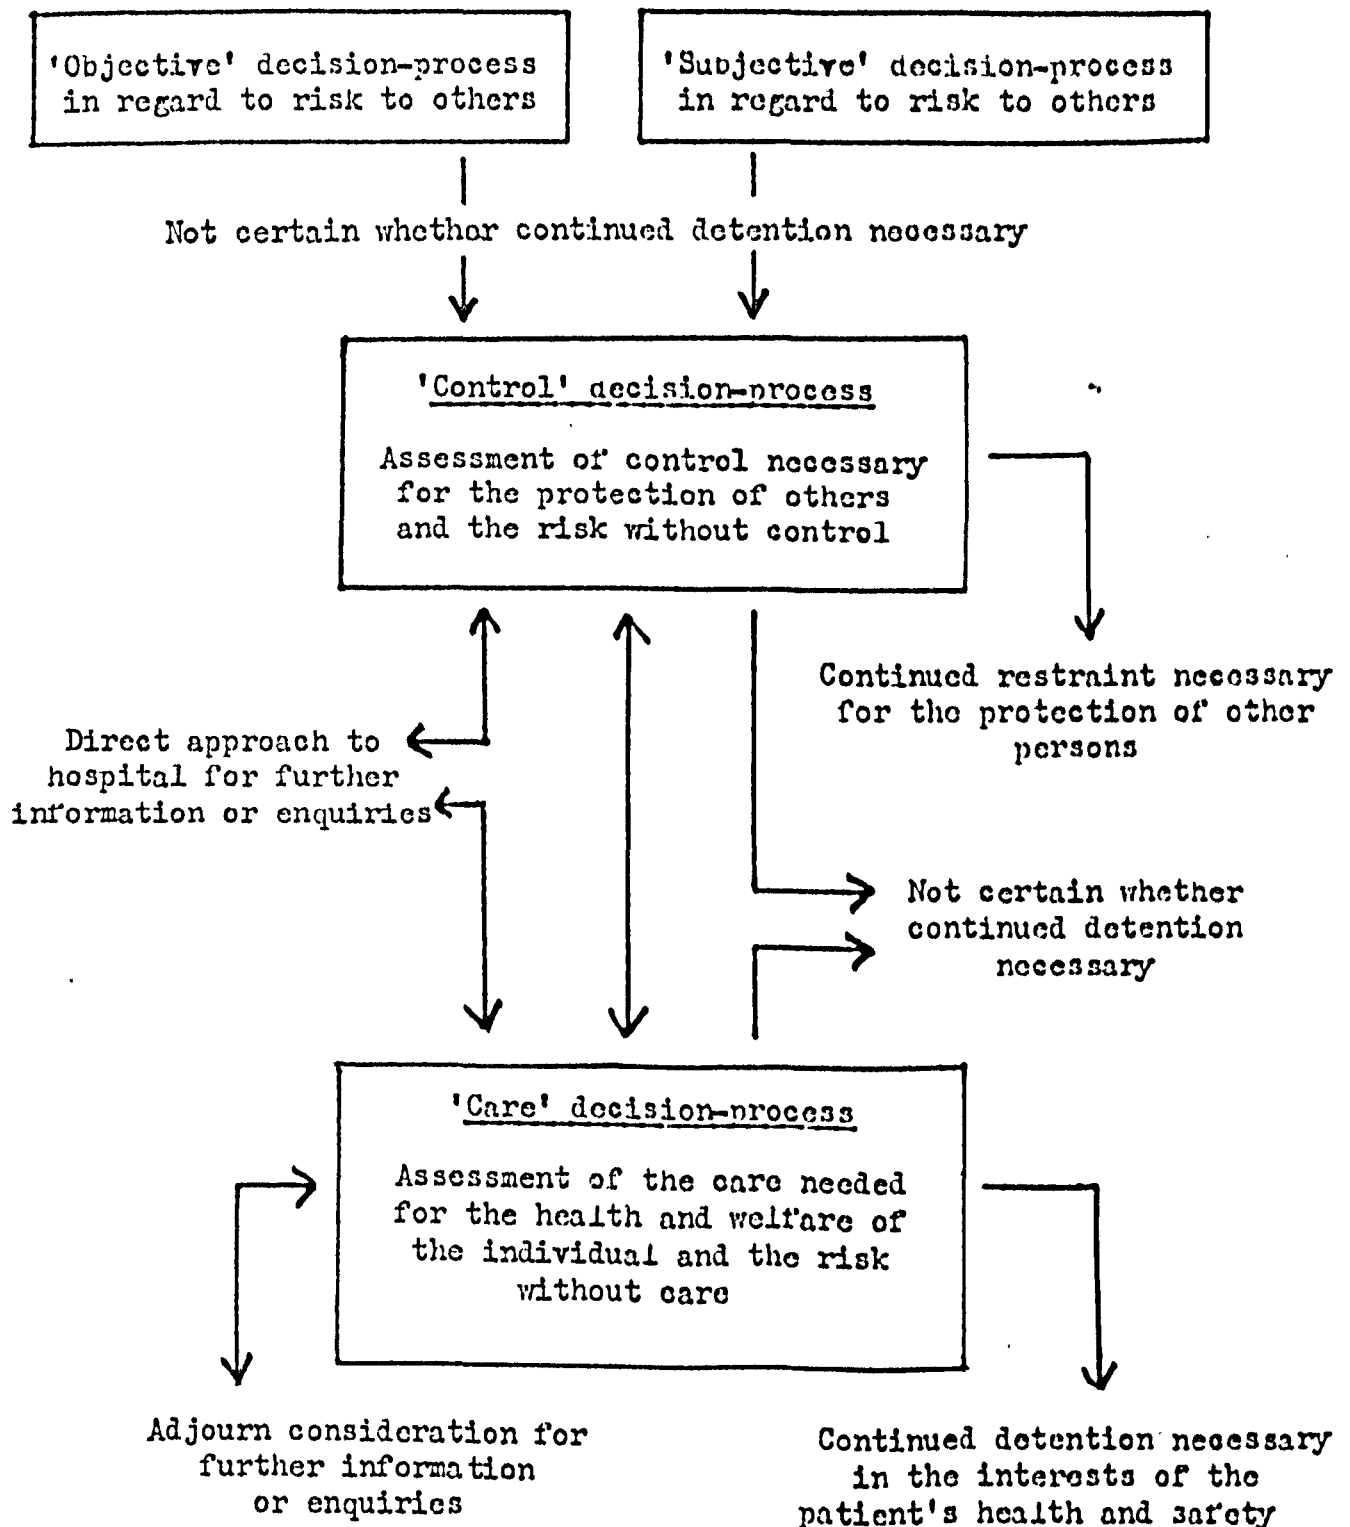 'Objective' decision-process
in regard to risk to others
'Subjective' decision-process
in regard to risk to others
Not certain whether continued detention necessary
'Control' decision-process
Assessment of control necessary
for the protection of others
and the risk without control
Continued restraint necessary
for the protection of other
persons
Direct approach to
hospital for further
information or enquiries
Not certain whether
continued detention
necessary
'Care' decision-process
Assessment of the care needed
for the health and welfare of
the individual and the risk
without care
Adjourn consideration for
further information
or enquiries
Continued detention necessary
in the interests of the
patient's health and safety